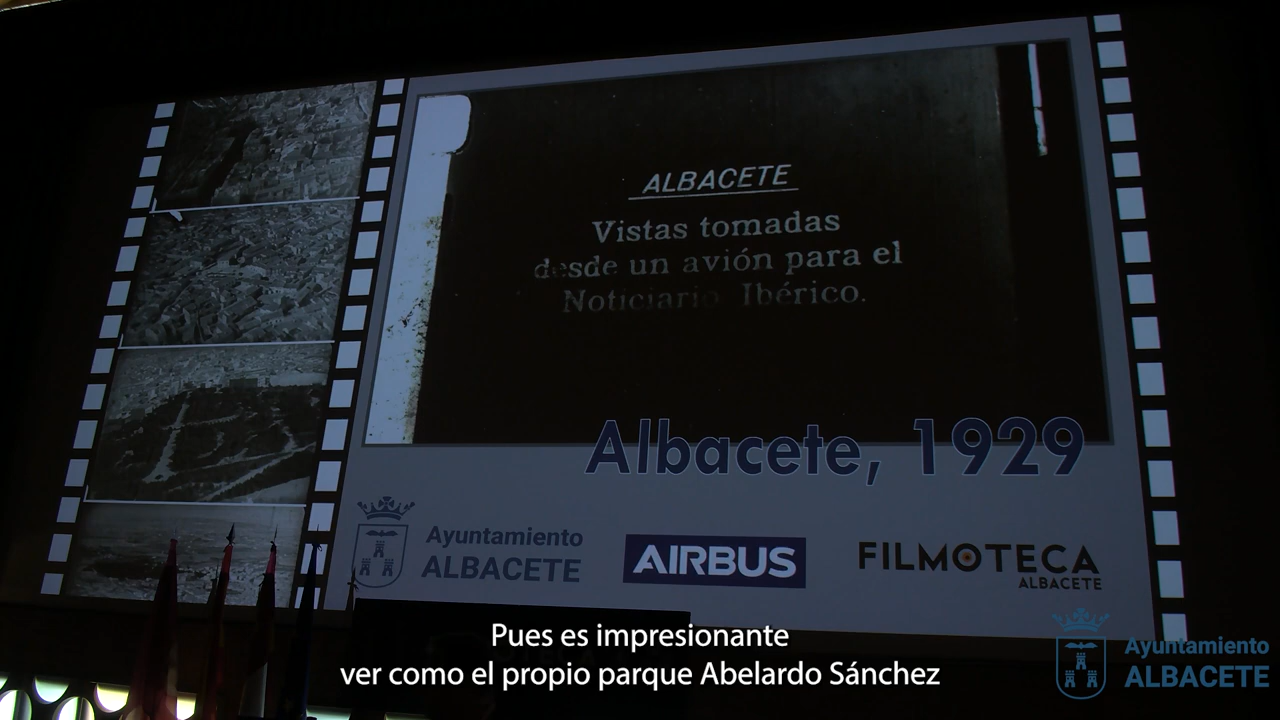 ALBACETE
Vistas tomadas
desde un avión para el
Noticiario Ibérico.
Albacete, 1929
Ayuntamiento
ALBACETE
AIRBUS
FILMOTECA
ALBACETE
Pues es impresionante
ver como el propio parque Abelardo Sánchez
Ayuntamiento
ALBACETE